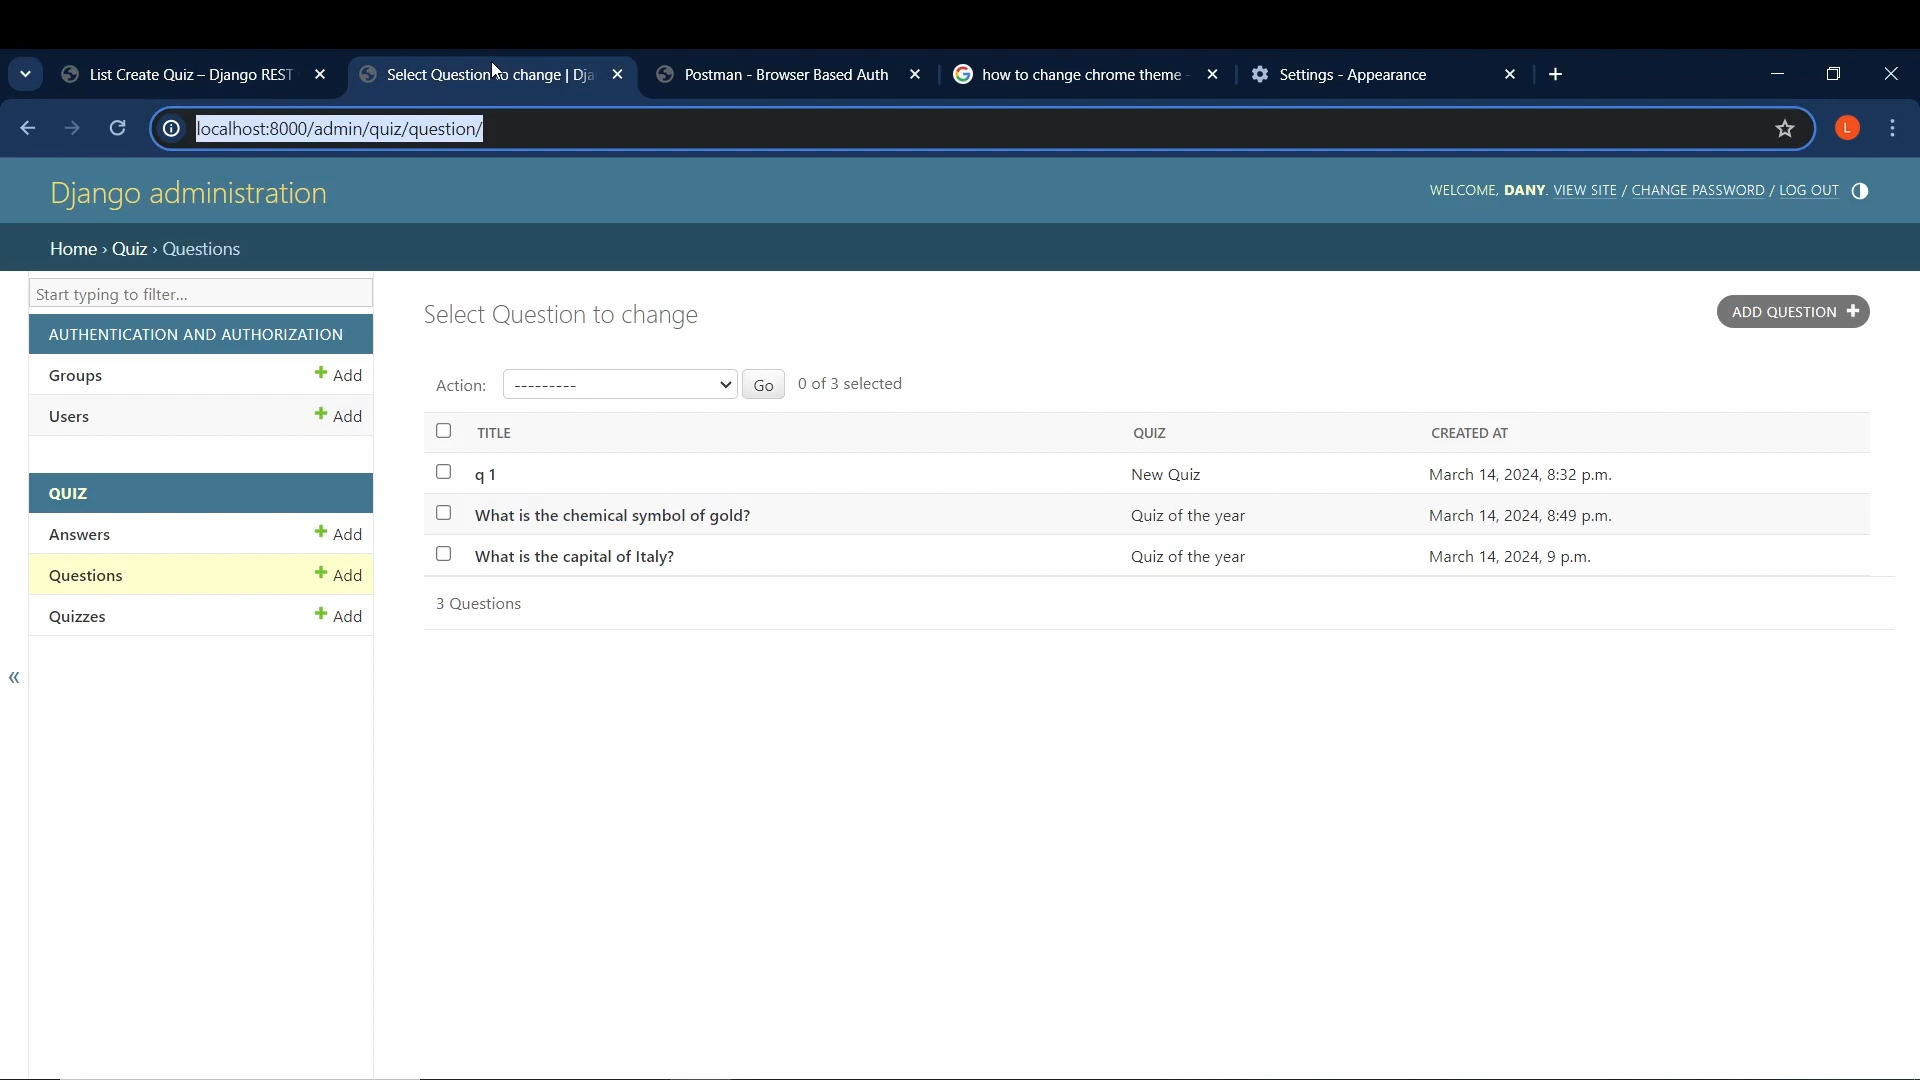 List Create Quiz – Django REST
Select Question to change | Dja
Postman - Browser Based Auth
how to change chrome theme -
Settings - Appearance
localhost:8000/admin/quiz/question/
L
Django administration
WELCOME, DANY. VIEW SITE / CHANGE PASSWORD / LOG OUT
Home › Quiz › Questions
Start typing to filter...
AUTHENTICATION AND AUTHORIZATION
Groups + Add
Users + Add
QUIZ
Answers + Add
Questions + Add
Quizzes + Add
«
Select Question to change
ADD QUESTION +
Action: --------- Go 0 of 3 selected
TITLE QUIZ CREATED AT
q 1 New Quiz March 14, 2024, 8:32 p.m.
What is the chemical symbol of gold? Quiz of the year March 14, 2024, 8:49 p.m.
What is the capital of Italy? Quiz of the year March 14, 2024, 9 p.m.
3 Questions